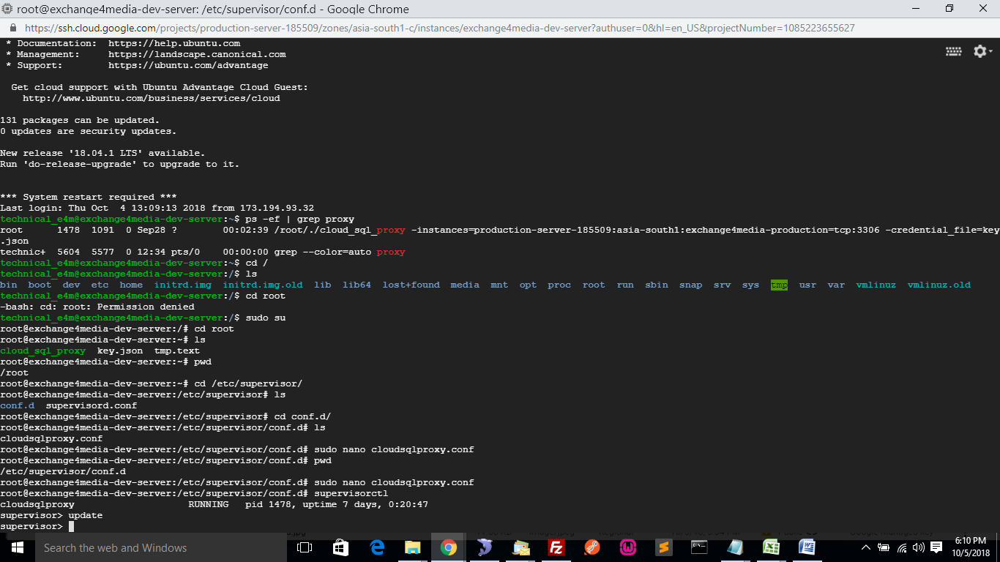 root@exchange4media-dev-server: /etc/supervisor/conf.d - Google Chrome
https://ssh.cloud.google.com/projects/production-server-185509/zones/asia-south1-c/instances/exchange4media-dev-server?authuser=0&hl=en_US&projectNumber=1085223655627
* Documentation:  https://help.ubuntu.com
* Management:     https://landscape.canonical.com
* Support:        https://ubuntu.com/advantage
Get cloud support with Ubuntu Advantage Cloud Guest:
http://www.ubuntu.com/business/services/cloud
131 packages can be updated.
0 updates are security updates.
New release '18.04.1 LTS' available.
Run 'do-release-upgrade' to upgrade to it.
*** System restart required ***
Last login: Thu Oct  4 13:09:13 2018 from 173.194.93.32
technical_e4m@exchange4media-dev-server:~$ ps -ef | grep proxy
root      1478  1091  0 Sep28 ?        00:02:39 /root/./cloud_sql_proxy -instances=production-server-185509:asia-south1:exchange4media-production=tcp:3306 -credential_file=key
.json
technic+  5604  5577  0 12:34 pts/0    00:00:00 grep --color=auto proxy
technical_e4m@exchange4media-dev-server:~$ cd /
technical_e4m@exchange4media-dev-server:/$ ls
bin  boot  dev  etc  home  initrd.img  initrd.img.old  lib  lib64  lost+found  media  mnt  opt  proc  root  run  sbin  snap  srv  sys  tmp  usr  var  vmlinuz  vmlinuz.old
technical_e4m@exchange4media-dev-server:/$ cd root
-bash: cd: root: Permission denied
technical_e4m@exchange4media-dev-server:/$ sudo su
root@exchange4media-dev-server:/# cd root
root@exchange4media-dev-server:~# ls
cloud_sql_proxy  key.json  tmp.text
root@exchange4media-dev-server:~# pwd
/root
root@exchange4media-dev-server:~# cd /etc/supervisor/
root@exchange4media-dev-server:/etc/supervisor# ls
conf.d  supervisord.conf
root@exchange4media-dev-server:/etc/supervisor# cd conf.d/
root@exchange4media-dev-server:/etc/supervisor/conf.d# ls
cloudsqlproxy.conf
root@exchange4media-dev-server:/etc/supervisor/conf.d# sudo nano cloudsqlproxy.conf
root@exchange4media-dev-server:/etc/supervisor/conf.d# pwd
/etc/supervisor/conf.d
root@exchange4media-dev-server:/etc/supervisor/conf.d# sudo nano cloudsqlproxy.conf
root@exchange4media-dev-server:/etc/supervisor/conf.d# supervisorctl
cloudsqlproxy                    RUNNING   pid 1478, uptime 7 days, 0:20:47
supervisor> update
supervisor>
Search the web and Windows
6:10 PM
10/5/2018